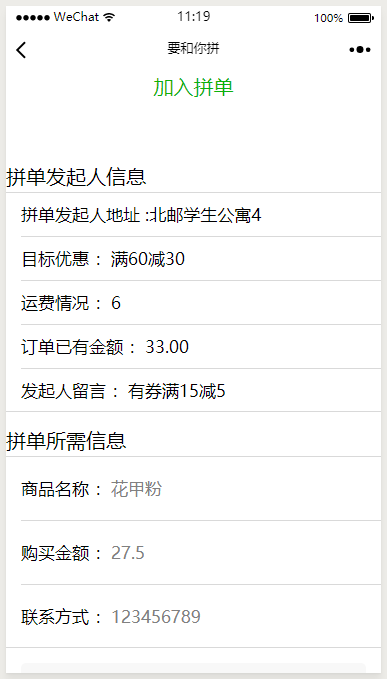 ●●●●● WeChat 11:19 100%
要和你拼
加入拼单
拼单发起人信息
拼单发起人地址 :北邮学生公寓4
目标优惠 ： 满60减30
运费情况 ： 6
订单已有金额 ： 33.00
发起人留言 ： 有券满15减5
拼单所需信息
商品名称 ： 花甲粉
购买金额 ： 27.5
联系方式 ： 123456789